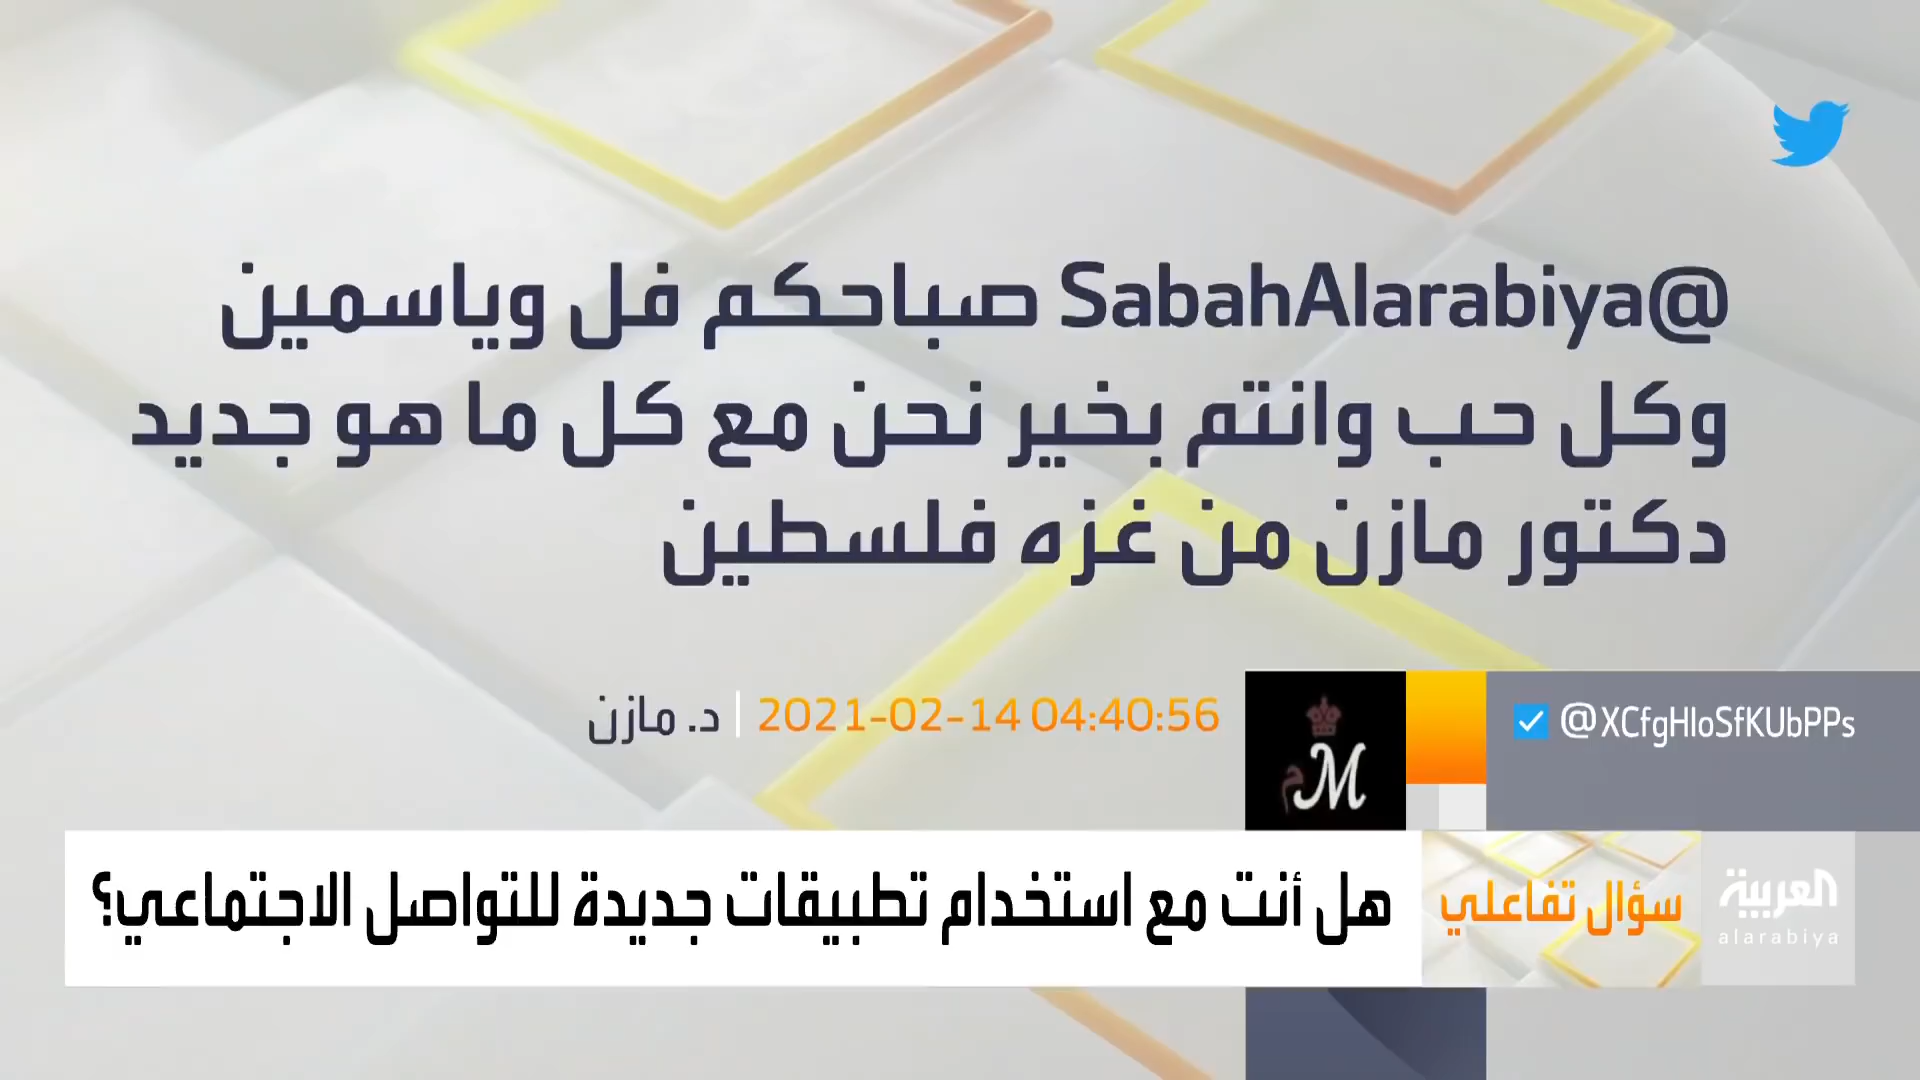 @SabahAlarabiya صباحكم فل وياسمين
وكل حب وانتم بخير نحن مع كل ما هو جديد
دكتور مازن من غزه فلسطين
@XCfgHloSfKUbPPs
م M
2021-02-14 04:40:56 | د. مازن
العربية
alarabiya
سؤال تفاعلي
هل أنت مع استخدام تطبيقات جديدة للتواصل الاجتماعي؟